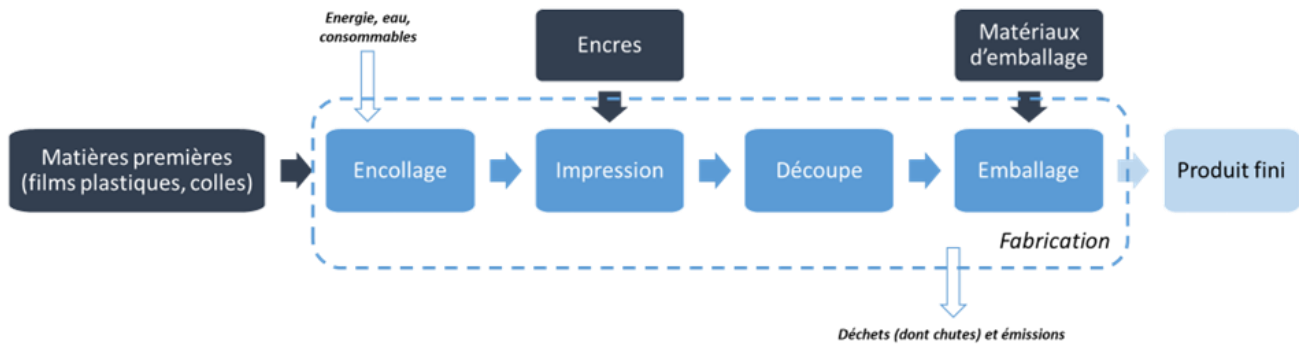 Energie, eau,
consommables
Encres
Matériaux
d'emballage
Matières premières
(films plastiques, colles)
Encollage
Impression
Découpe
Emballage
Produit fini
Fabrication
Déchets (dont chutes) et émissions